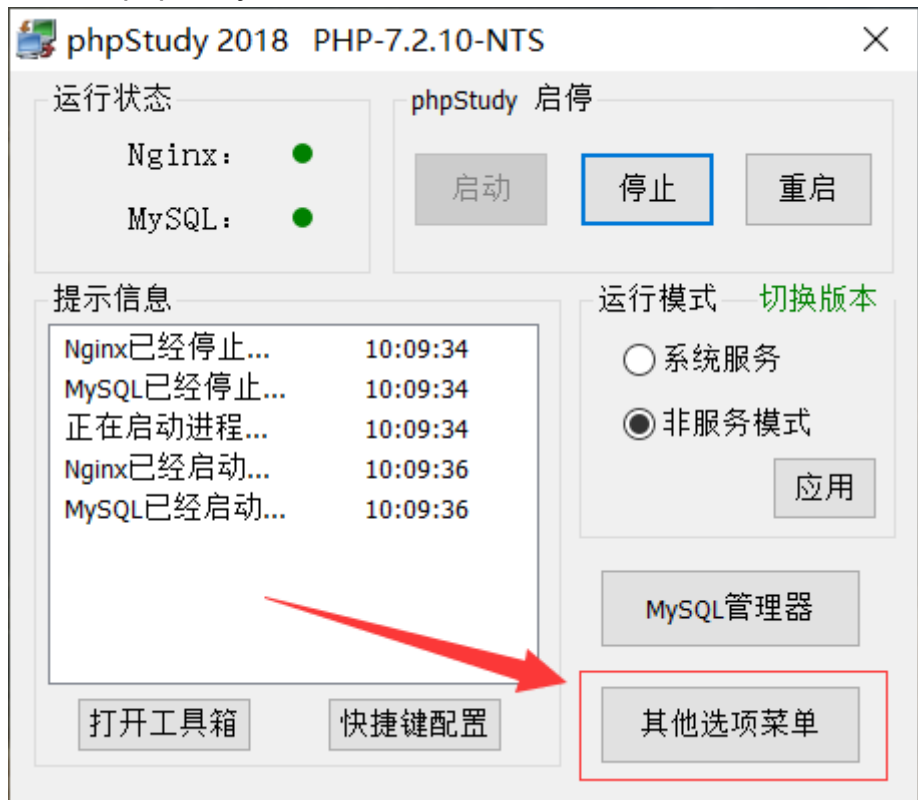 phpStudy 2018 PHP-7.2.10-NTS
运行状态
Nginx:
MySQL:
phpStudy 启停
启动
停止
重启
提示信息
Nginx已经停止... 10:09:34
MySQL已经停止... 10:09:34
正在启动进程... 10:09:34
Nginx已经启动... 10:09:36
MySQL已经启动... 10:09:36
打开工具箱
快捷键配置
运行模式
切换版本
系统服务
非服务模式
应用
MySQL管理器
其他选项菜单